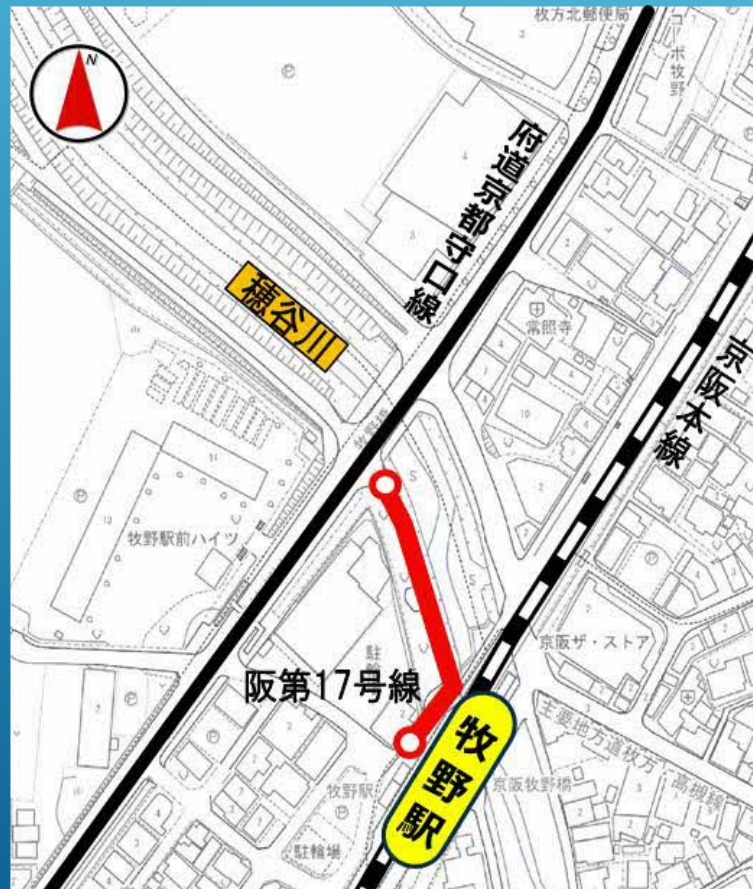 枚方北郵便局
コーポ牧野
N
府道京都守口線
穂谷川
常照寺
京阪本線
牧野橋
牧野駅前ハイツ
京阪ザ・ストア
阪第17号線
牧野駅
主要地方道枚方・高槻線
京阪牧野橋
牧野駅
駐輪場